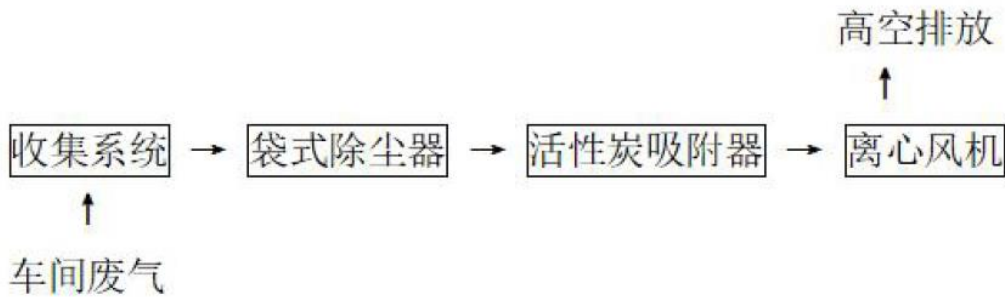 高空排放
收集系统 → 袋式除尘器 → 活性炭吸附器 → 离心风机
车间废气